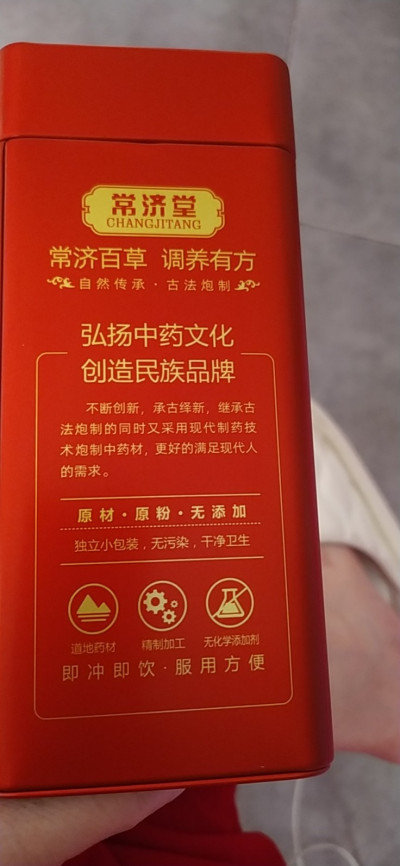 常济堂
CHANGJITANG
常济百草 调养有方
自然传承·古法炮制
弘扬中药文化
创造民族品牌
不断创新，承古绎新，继承古
法炮制的同时又采用现代制药技
术炮制中药材，更好的满足现代人
的需求。
原材·原粉·无添加
独立小包装，无污染，干净卫生
道地药材 精制加工 无化学添加剂
即冲即饮·服用方便